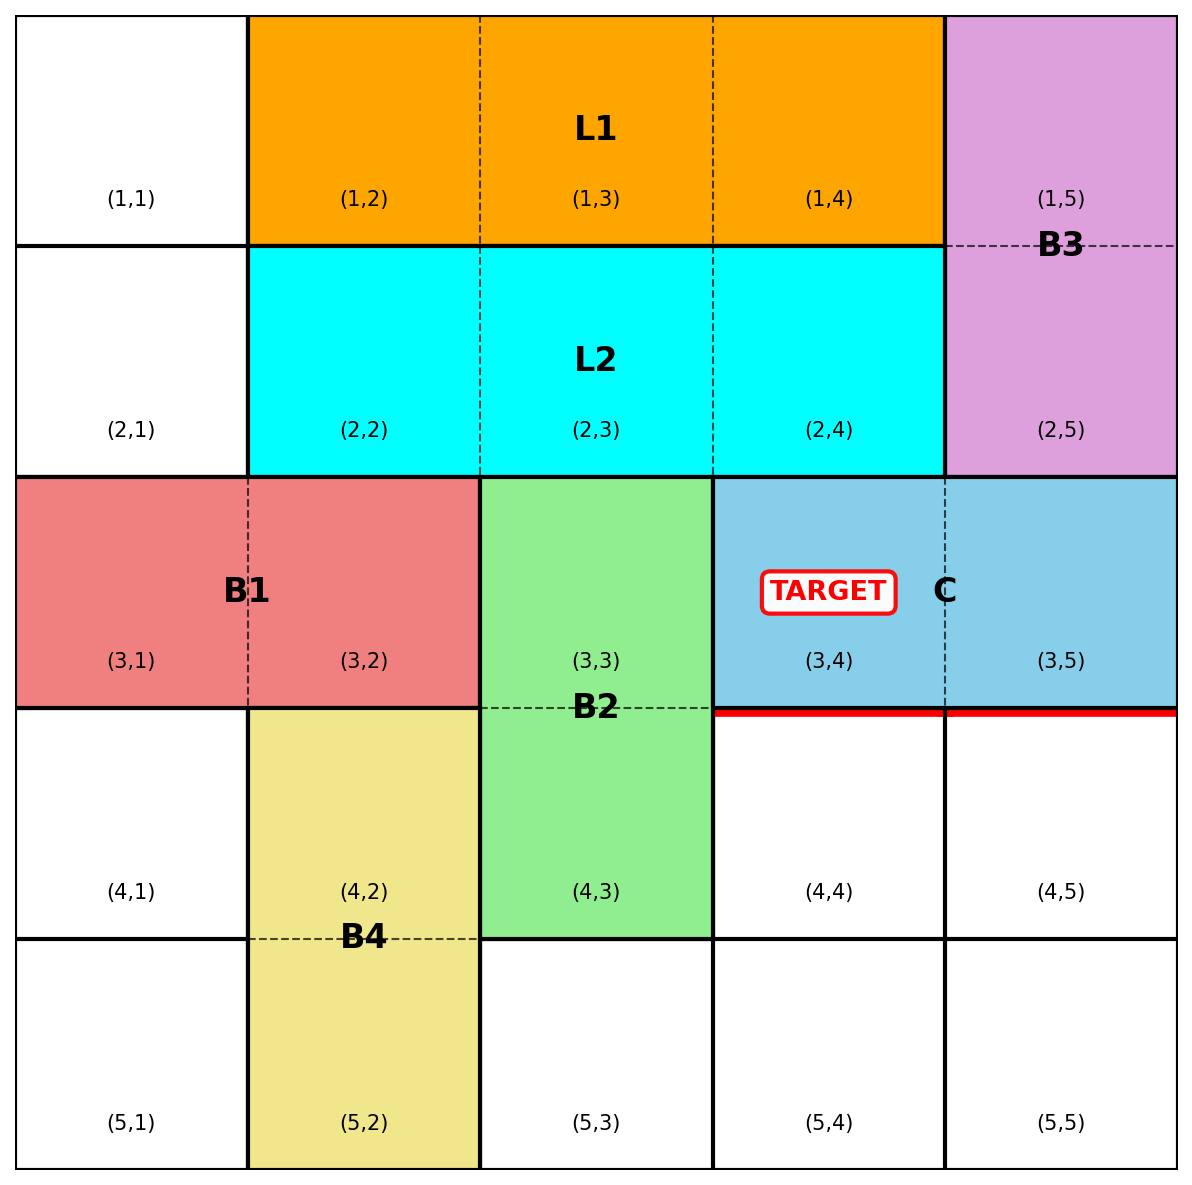 L1
(1,1) (1,2) (1,3) (1,4) (1,5)
B3
L2
(2,1) (2,2) (2,3) (2,4) (2,5)
B1 TARGET C
(3,1) (3,2) (3,3) (3,4) (3,5)
B2
(4,1) (4,2) (4,3) (4,4) (4,5)
B4
(5,1) (5,2) (5,3) (5,4) (5,5)